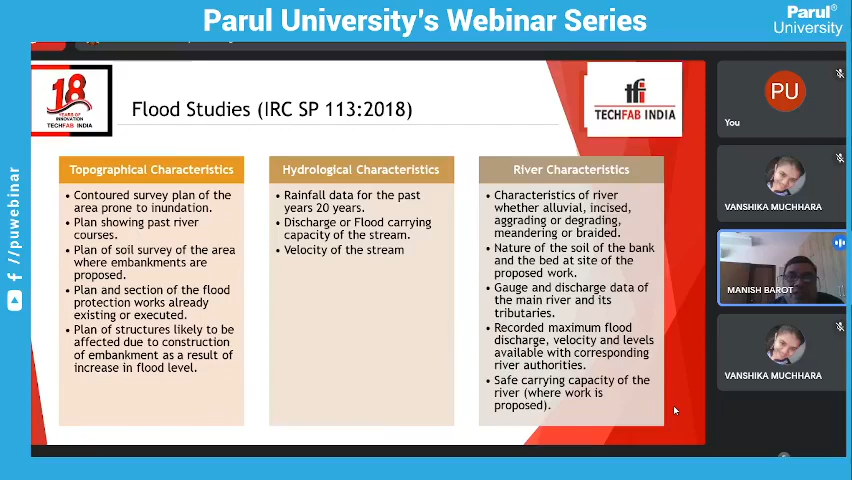 Parul University's Webinar Series
Parul®
University
18
YEARS OF
INNOVATION
TECHFAB INDIA
Flood Studies (IRC SP 113:2018)
tfi
TECHFAB INDIA
Topographical Characteristics
• Contoured survey plan of the
area prone to inundation.
• Plan showing past river
courses.
• Plan of soil survey of the area
where embankments are
proposed.
• Plan and section of the flood
protection works already
existing or executed.
• Plan of structures likely to be
affected due to construction
of embankment as a result of
increase in flood level.
Hydrological Characteristics
• Rainfall data for the past
years 20 years.
• Discharge or Flood carrying
capacity of the stream.
• Velocity of the stream
River Characteristics
• Characteristics of river
whether alluvial, incised,
aggrading or degrading,
meandering or braided.
• Nature of the soil of the bank
and the bed at site of the
proposed work.
• Gauge and discharge data of
the main river and its
tributaries.
• Recorded maximum flood
discharge, velocity and levels
available with corresponding
river authorities.
• Safe carrying capacity of the
river (where work is
proposed).
PU
You
VANSHIKA MUCHHARA
MANISH BAROT
VANSHIKA MUCHHARA
//puwebinar